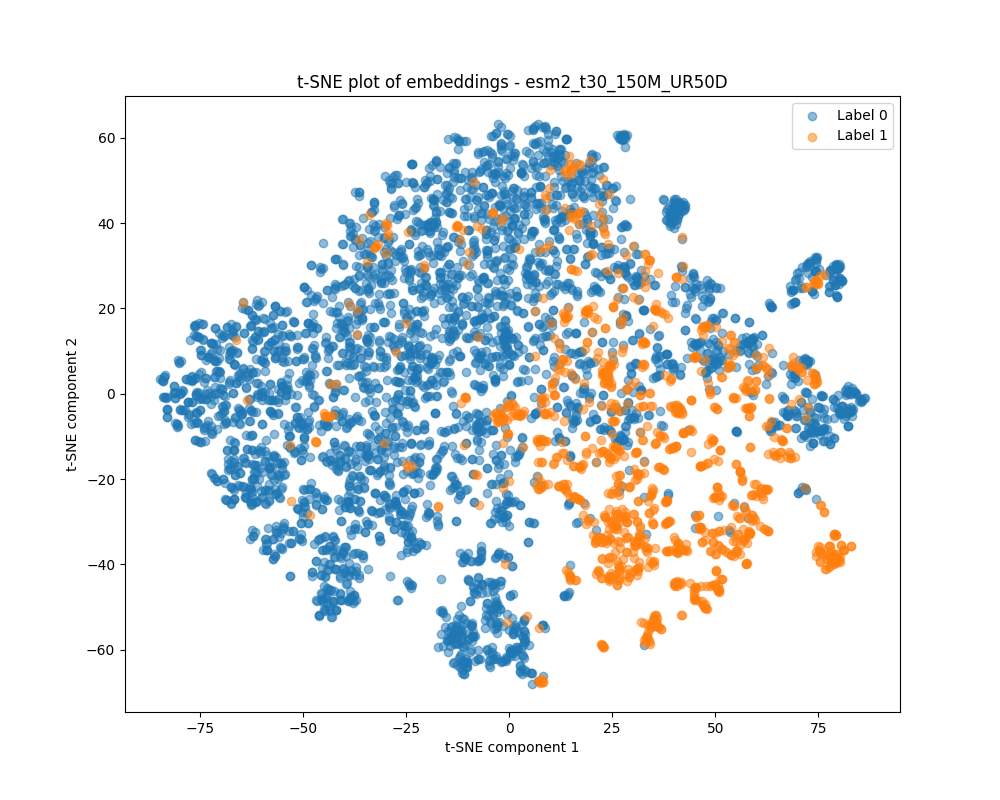 t-SNE plot of embeddings - esm2_t30_150M_UR50D
Label 0
Label 1
60
40
20
0
−20
−40
−60
t-SNE component 2
−75
−50
−25
0
25
50
75
t-SNE component 1